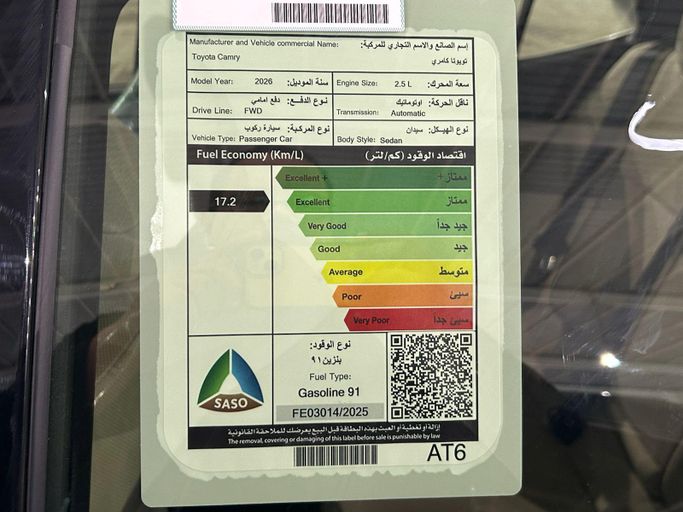 Manufacturer and Vehicle commercial Name: إسم الصانع والاسم التجاري للمركبة:
Toyota Camry تويوتا كامري
Model Year: 2026 سنة الموديل: Engine Size: 2.5 L سعة المحرك:
Drive Line: FWD دفع امامي نوع الدفع: Transmission: Automatic اوتوماتيك ناقل الحركة:
Vehicle Type: Passenger Car سيارة ركوب نوع المركبة: Body Style: Sedan سيدان نوع الهيكل:
Fuel Economy (Km/L) اقتصاد الوقود (كم/لتر)
Excellent + ممتاز+
17.2 Excellent ممتاز
Very Good جيد جداً
Good جيد
Average متوسط
Poor سيئ
Very Poor سيئ جدا
نوع الوقود:
بنزين ٩١
Fuel Type:
Gasoline 91
SASO FE03014/2025
إزالة أو تغطية أو العبث بهذه البطاقة قبل البيع يعرضك للملاحقة القانونية
The removal, covering or damaging of this label before sale is punishable by law
AT6